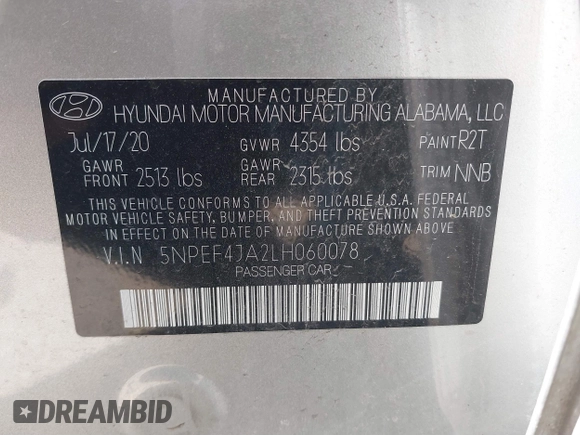 MANUFACTURED BY
HYUNDAI MOTOR MANUFACTURING ALABAMA, LLC
Jul/17/20 GVWR 4354 lbs PAINT R2T
GAWR FRONT 2513 lbs GAWR REAR 2315 lbs TRIM NNB
THIS VEHICLE CONFORMS TO ALL APPLICABLE U.S.A. FEDERAL
MOTOR VEHICLE SAFETY, BUMPER, AND THEFT PREVENTION STANDARDS
IN EFFECT ON THE DATE OF MANUFACTURE SHOWN ABOVE.
V.I.N 5NPEF4JA2LH060078
PASSENGER CAR
DREAMBID